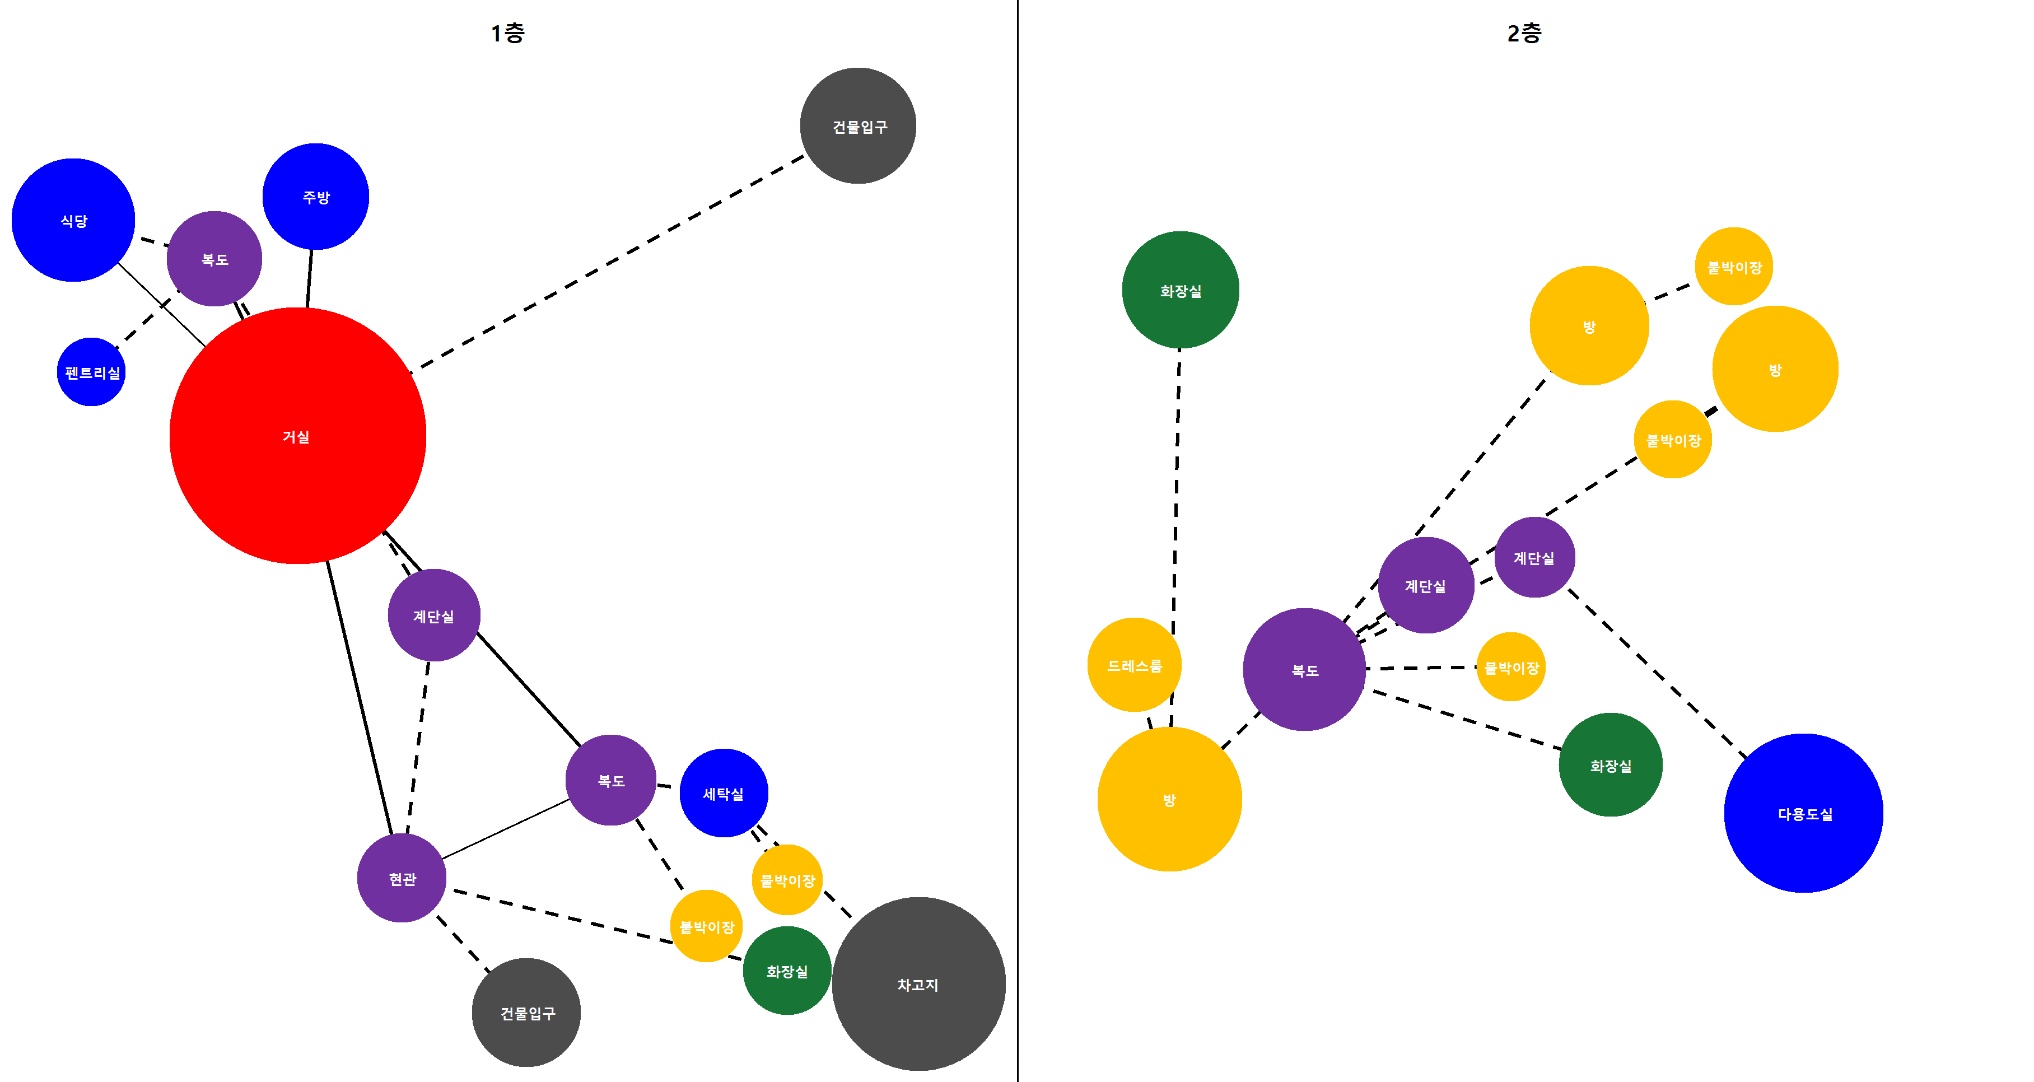 1층
건물입구
주방
식당
복도
펜트리실
거실
계단실
복도
세탁실
현관
붙박이장
붙박이장
화장실
차고지
건물입구
2층
붙박이장
화장실
방
방
붙박이장
계단실
계단실
드레스룸
복도
붙박이장
화장실
방
다용도실